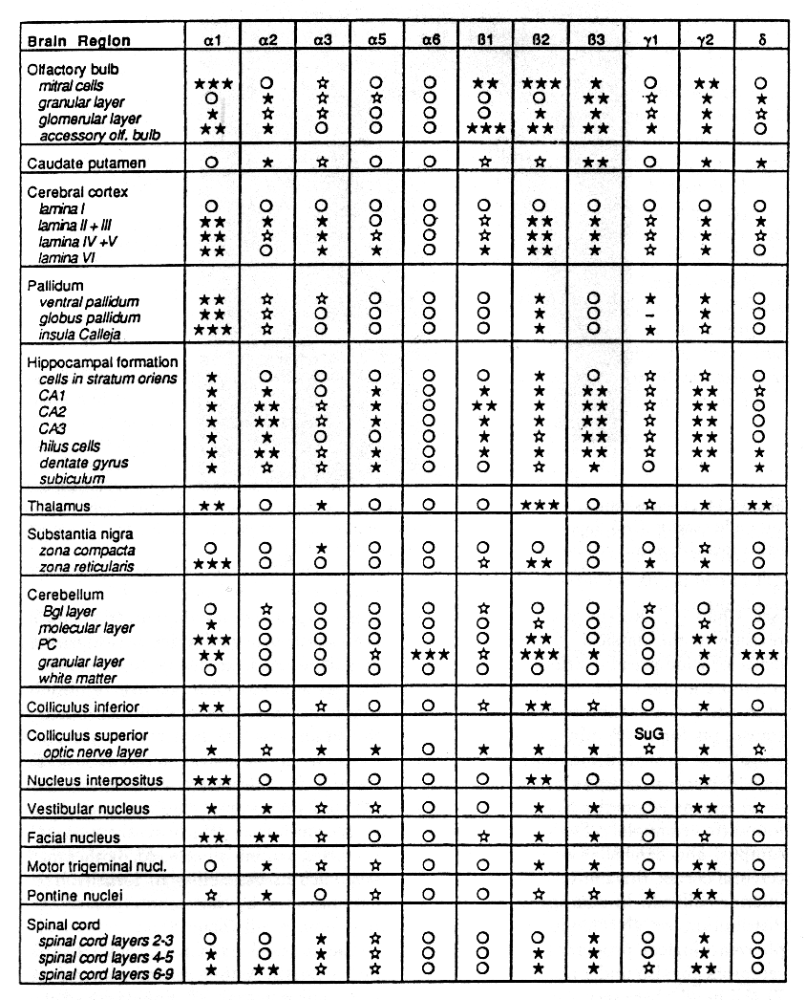 Brain Region α1 α2 α3 α5 α6 ß1 ß2 ß3 γ1 γ2 δ
Olfactory bulb
mitral cells ★★★ ○ ☆ ○ ○ ★★ ★★★ ★ ○ ★★ ○
granular layer ○ ★ ☆ ☆ ○ ○ ○ ★★ ☆ ★ ★
glomerular layer ★ ☆ ☆ ○ ○ ○ ★ ★ ☆ ★ ☆
accessory olf. bulb ★★ ★ ○ ○ ○ ★★★ ★★ ★★ ★ ★ ○
Caudate putamen ○ ★ ☆ ○ ○ ☆ ☆ ★★ ○ ★ ★
Cerebral cortex
lamina I ○ ○ ○ ○ ○ ○ ○ ○ ○ ○ ○
lamina II + III ★★ ★ ★ ○ ○ ☆ ★★ ★ ☆ ★ ★
lamina IV +V ★★ ☆ ★ ☆ ○ ☆ ★★ ★ ☆ ★ ☆
lamina VI ★★ ○ ★ ★ ○ ★ ★★ ★ ☆ ★ ○
Pallidum
ventral pallidum ★★ ☆ ☆ ○ ○ ○ ★ ○ ★ ★ ○
globus pallidum ★★ ☆ ○ ○ ○ ○ ★ ○ – ★ ○
insula Calleja ★★★ ☆ ○ ○ ○ ○ ★ ○ ★ ☆ ○
Hippocampal formation
cells in stratum oriens ★ ○ ○ ○ ○ ○ ★ ○ ☆ ☆ ○
CA1 ★ ★ ○ ★ ○ ★ ★ ★★ ☆ ★★ ☆
CA2 ★ ★★ ☆ ★ ○ ★★ ★ ★★ ☆ ★★ ○
CA3 ★ ★★ ☆ ★ ○ ★ ★ ★★ ☆ ★★ ○
hilus cells ★ ★ ○ ○ ○ ★ ☆ ★★ ☆ ★★ ○
dentate gyrus ★ ★★ ☆ ★ ○ ★ ★ ★★ ☆ ★★ ★
subiculum ★ ☆ ☆ ★ ○ ○ ☆ ★ ○ ★ ★
Thalamus ★★ ○ ★ ○ ○ ○ ★★★ ○ ☆ ★ ★★
Substantia nigra
zona compacta ○ ○ ★ ○ ○ ○ ○ ○ ○ ☆ ○
zona reticularis ★★★ ○ ○ ○ ○ ☆ ★★ ○ ★ ★ ○
Cerebellum
Bgl layer ○ ☆ ○ ○ ○ ☆ ○ ○ ☆ ○ ○
molecular layer ★ ○ ○ ○ ○ ○ ☆ ○ ○ ☆ ○
PC ★★★ ○ ○ ○ ○ ○ ★★ ○ ○ ★★ ○
granular layer ★★ ○ ○ ☆ ★★★ ☆ ★★★ ★ ○ ★ ★★★
white matter ○ ○ ○ ○ ○ ○ ○ ○ ○ ○ ○
Colliculus inferior ★★ ○ ☆ ○ ○ ☆ ★★ ☆ ○ ★ ○
Colliculus superior SuG
optic nerve layer ★ ☆ ★ ★ ○ ★ ★ ★ ☆ ★ ☆
Nucleus interpositus ★★★ ○ ○ ○ ○ ○ ★★ ○ ○ ★ ○
Vestibular nucleus ★ ★ ☆ ☆ ○ ○ ★ ★ ○ ★★ ☆
Facial nucleus ★★ ★★ ☆ ○ ○ ☆ ★ ★ ○ ☆ ○
Motor trigeminal nucl. ○ ★ ☆ ☆ ○ ○ ★ ★ ○ ★★ ○
Pontine nuclei ☆ ★ ○ ☆ ○ ○ ☆ ☆ ★ ★★ ○
Spinal cord
spinal cord layers 2-3 ○ ○ ★ ☆ ○ ○ ○ ★ ○ ★ ○
spinal cord layers 4-5 ★ ○ ★ ☆ ○ ○ ★ ★ ○ ★ ○
spinal cord layers 6-9 ★ ★★ ☆ ☆ ○ ○ ★ ★ ☆ ★★ ○